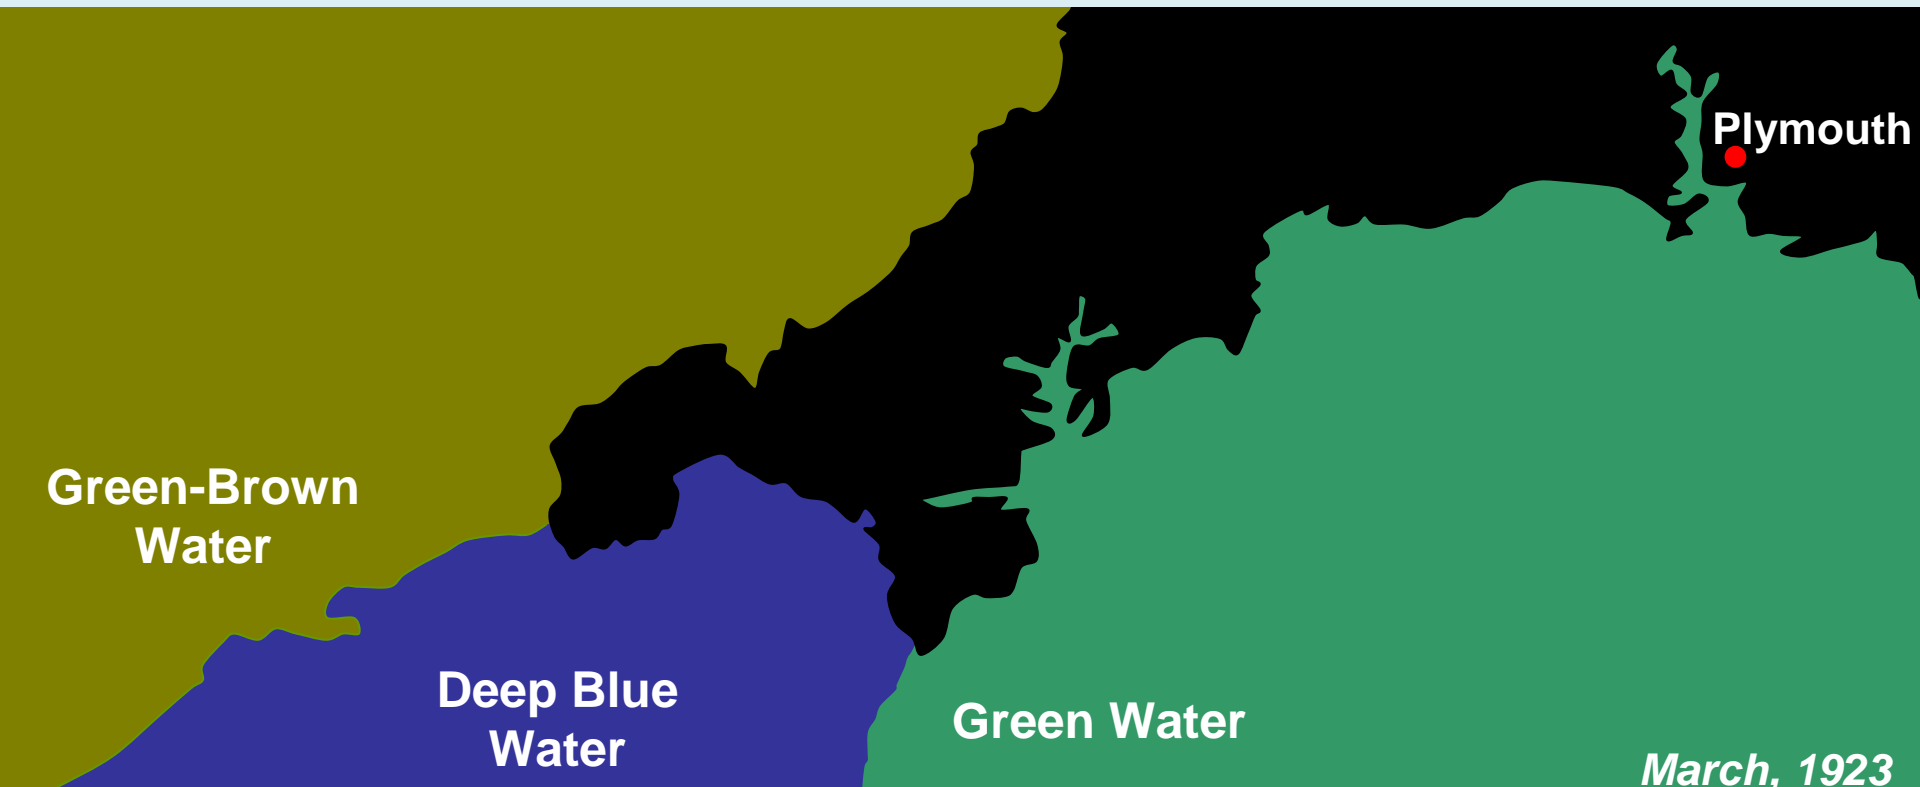 Plymouth
Green-Brown
Water
Deep Blue
Water
Green Water
March, 1923